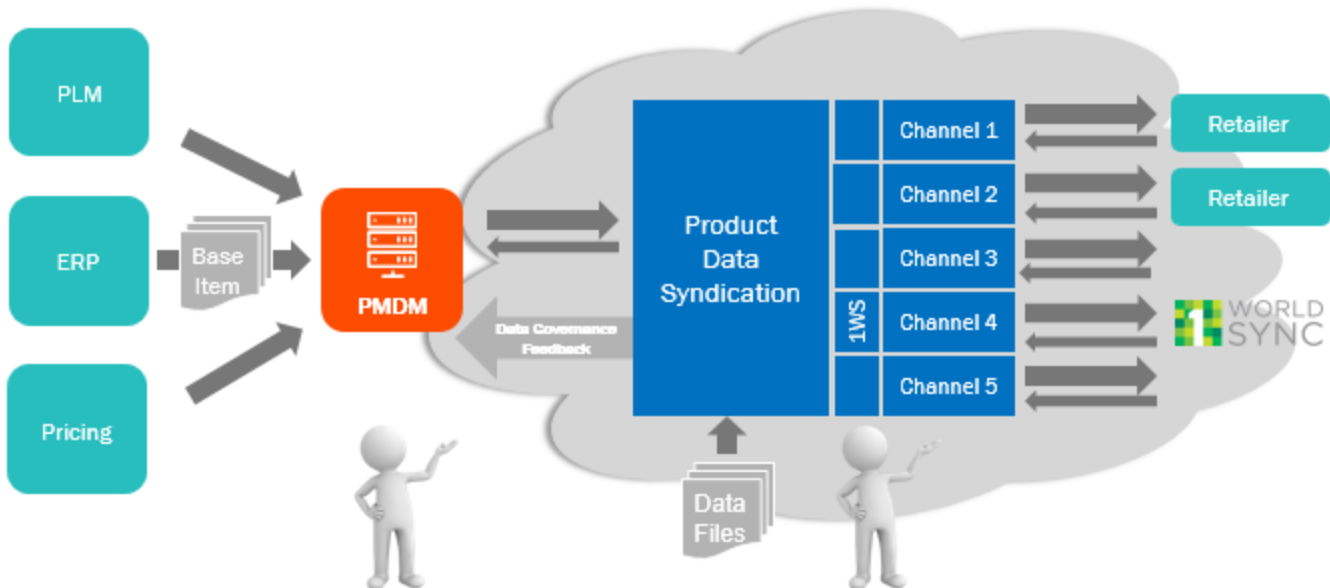 PLM
ERP
Pricing
Base
Item
PMDM
Data Governance
Feedback
Product
Data
Syndication
1WS
Channel 1
Channel 2
Channel 3
Channel 4
Channel 5
Retailer
Retailer
1 WORLD
SYNC
Data
Files